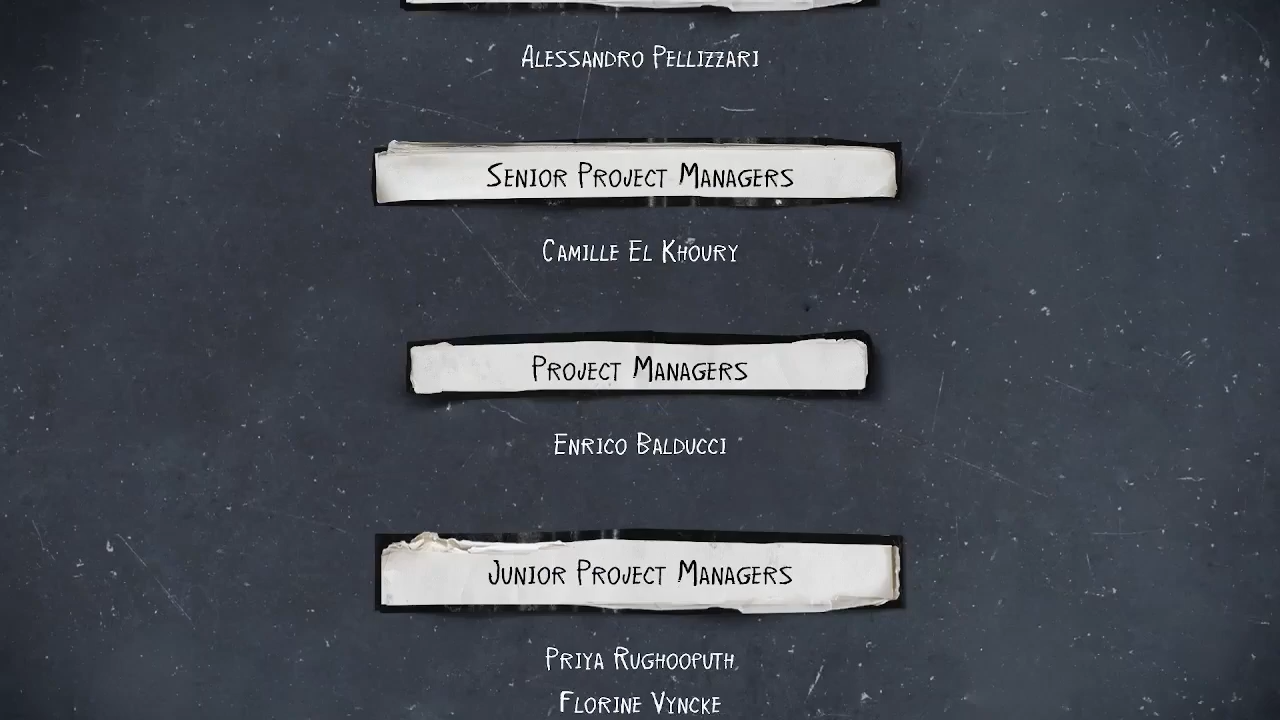 Alessandro Pellizzari
Senior Project Managers
Camille El Khoury
Project Managers
Enrico Balducci
Junior Project Managers
Priya Rughooputh
Florine Vyncke